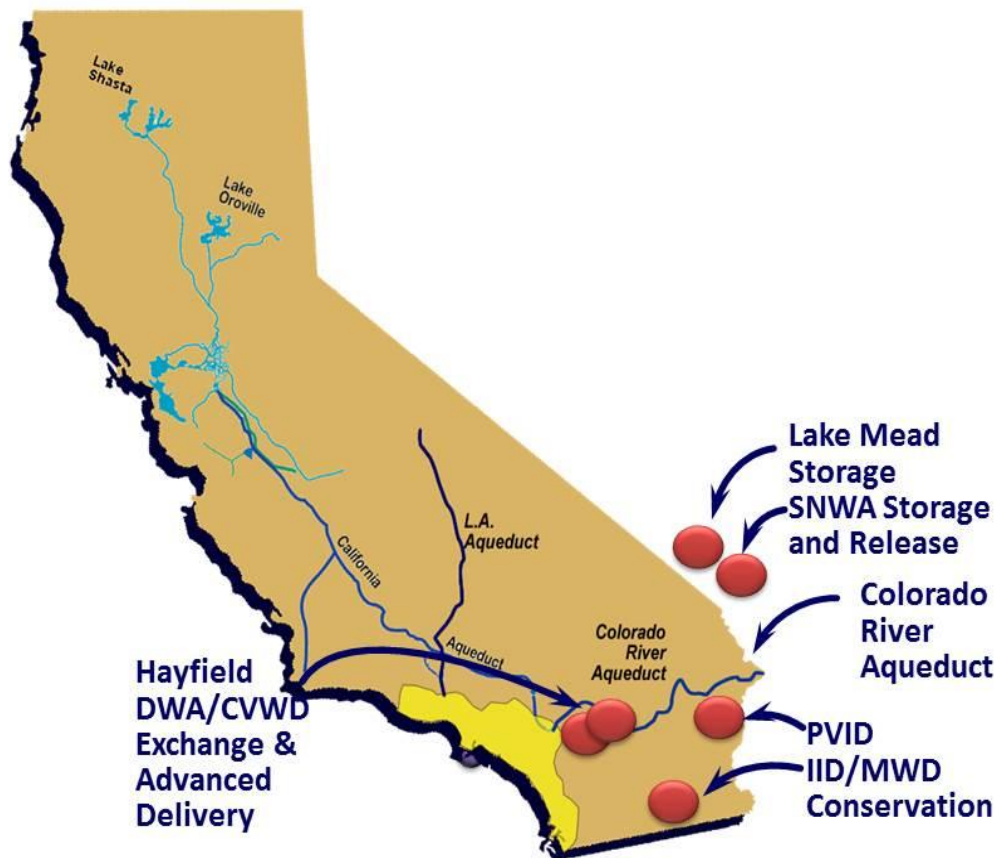 Lake
Shasta
Lake
Oroville
L.A.
Aqueduct
California
Aqueduct
Colorado
River
Aqueduct
Lake Mead
Storage
SNWA Storage
and Release
Colorado
River
Aqueduct
Hayfield
DWA/CVWD
Exchange &
Advanced
Delivery
PVID
IID/MWD
Conservation